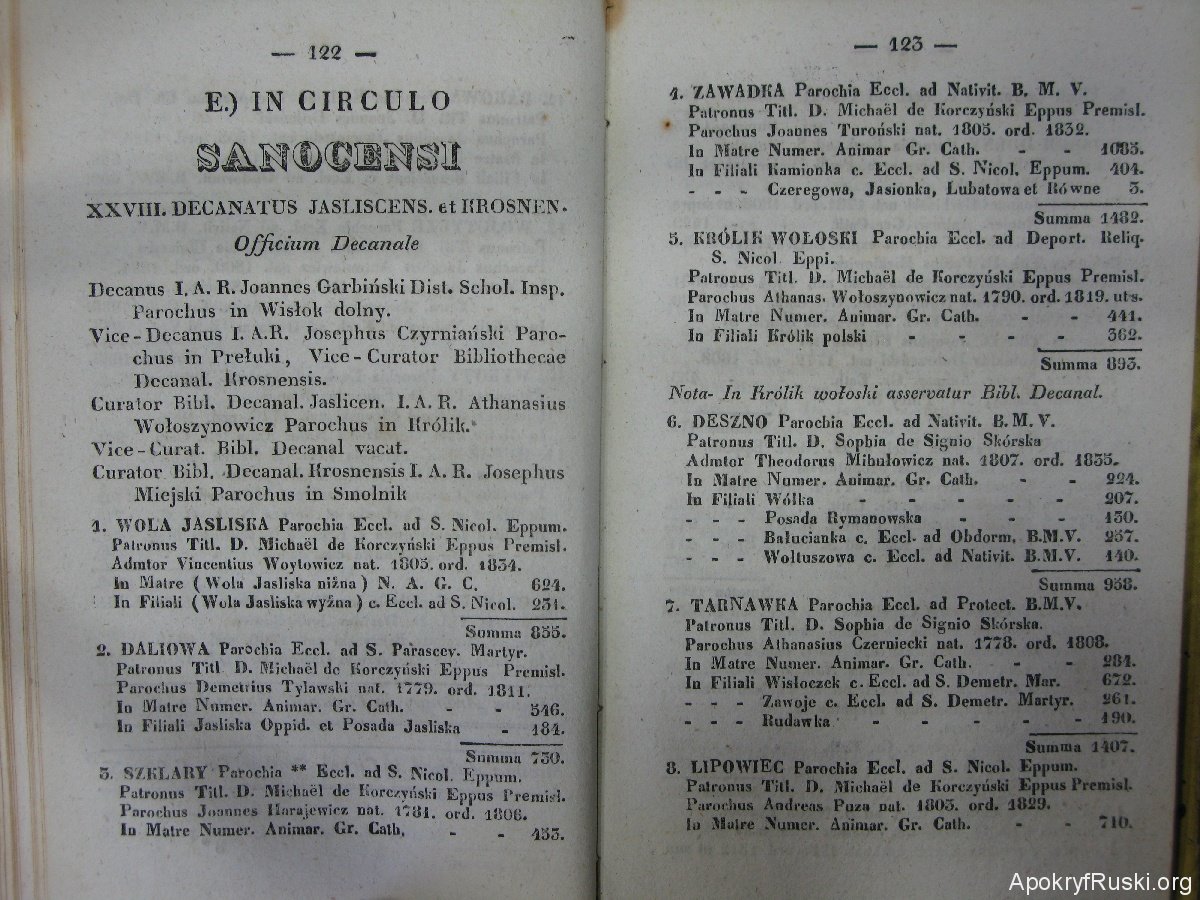 — 122 —
E.) IN CIRCULO
SANOCENSI
XXVIII. DECANATUS JASLISCENS. et KROSNEN.
Officium Decanale
Decanus I. A. R. Joannes Garbiński Dist. Schol. Insp.
Parochus in Wisłok dolny.
Vice-Decanus I. A. R. Josephus Czyrniański Paro-
chus in Prełuki, Vice-Curator Bibliothecae
Decanal. Krosnensis.
Curator Bibl. Decanal. Jaslicen. I. A. R. Athanasius
Wołoszynowicz Parochus in Królik.
Vice-Curat. Bibl. Decanal vacat.
Curator Bibl. Decanal. Krosnensis I. A. R. Josephus
Miejski Parochus in Smolnik
1. WOLA JASLISKA Parochia Eccl. ad S. Nicol. Eppum.
Patronus Titl. D. Michaël de Korczyński Eppus Premisl.
Admtor Vincentius Woytowicz nat. 1805. ord. 1834.
In Matre (Wola Jasliska niżna) N. A. G. C. 624.
In Filiali (Wola Jasliska wyżna) c. Eccl. ad S. Nicol. 231.
Summa 855.
2. DALIOWA Parochia Eccl. ad S. Parascev. Martyr.
Patronus Titl. D. Michaël de Korczyński Eppus Premisl.
Parochus Demetrius Tylawski nat. 1779. ord. 1811.
In Matre Numer. Animar. Gr. Cath. - - 546.
In Filiali Jasliska Oppid. et Posada Jasliska - 184.
Summa 730.
3. SZKLARY Parochia ** Eccl. ad S. Nicol. Eppum.
Patronus Titl. D. Michaël de Korczyński Eppus Premisl.
Parochus Joannes Harajewicz nat. 1781. ord. 1806.
In Matre Numer. Animar. Gr. Cath. - - 453.
— 123 —
4. ZAWADKA Parochia Eccl. ad Nativit. B. M. V.
Patronus Titl. D. Michaël de Korczyński Eppus Premisl.
Parochus Joannes Turoński nat. 1805. ord. 1832.
In Matre Numer. Animar Gr. Cath. - - 1083.
In Filiali Kamionka c. Eccl. ad S. Nicol. Eppum. 404.
- - - Czeregowa, Jasionka, Lubatowa et Równe 3.
Summa 1482.
5. KRÓLIK WOŁOSKI Parochia Eccl. ad Deport. Reliq.
S. Nicol. Eppi.
Patronus Titl. D. Michaël de Korczyński Eppus Premisl.
Parochus Athanas. Wołoszynowicz nat. 1790. ord. 1819. uts.
In Matre Numer. Animar. Gr. Cath. - - 441.
In Filiali Królik polski - - - - 362.
Summa 893.
Nota- In Królik wołoski asservatur Bibl. Decanal.
6. DESZNO Parochia Eccl. ad Nativit. B. M. V.
Patronus Titl. D. Sophia de Signio Skórska
Admtor Theodorus Mihułowicz nat. 1807. ord. 1835.
In Matre Numer. Animar. Gr. Cath. - - 224.
In Filiali Wólka - - - - - 207.
- - - Posada Rymanowska - - - 130.
- - - Bałucianka c. Eccl. ad Obdorm. B.M.V. 257.
- - - Wołtuszowa c. Eccl. ad Nativit. B.M.V. 140.
Summa 958.
7. TARNAWKA Parochia Eccl. ad Protect. B.M.V.
Patronus Titl. D. Sophia de Signio Skórska.
Parochus Athanasius Czerniecki nat. 1778. ord. 1808.
In Matre Numer. Animar. Gr. Cath. - - 284.
In Filiali Wisłoczek c. Eccl. ad S. Demetr. Mar. 672.
- - - Zawoje c. Eccl. ad S. Demetr. Martyr. 261.
- - - Rudawka - - - - - 190.
Summa 1407.
8. LIPOWIEC Parochia Eccl. ad S. Nicol. Eppum.
Patronus Titl. D. Michaël de Korczyński Eppus Premisl.
Parochus Andreas Puza nat. 1805. ord. 1829.
In Matre Numer. Animar. Gr. Cath. - - 710.
ApokryfRuski.org